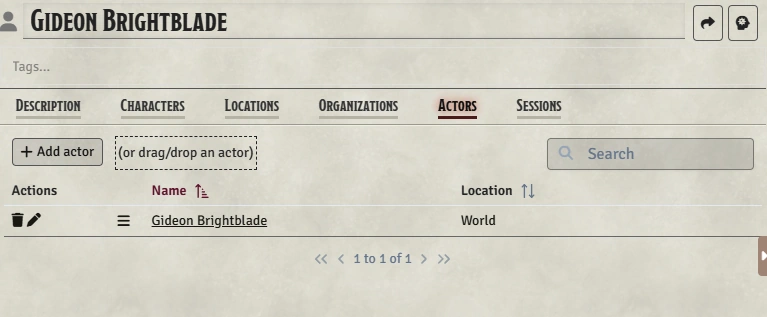 Gideon Brightblade
Tags...
Description Characters Locations Organizations Actors Sessions
+ Add actor (or drag/drop an actor) Search
Actions Name Location
Gideon Brightblade World
1 to 1 of 1